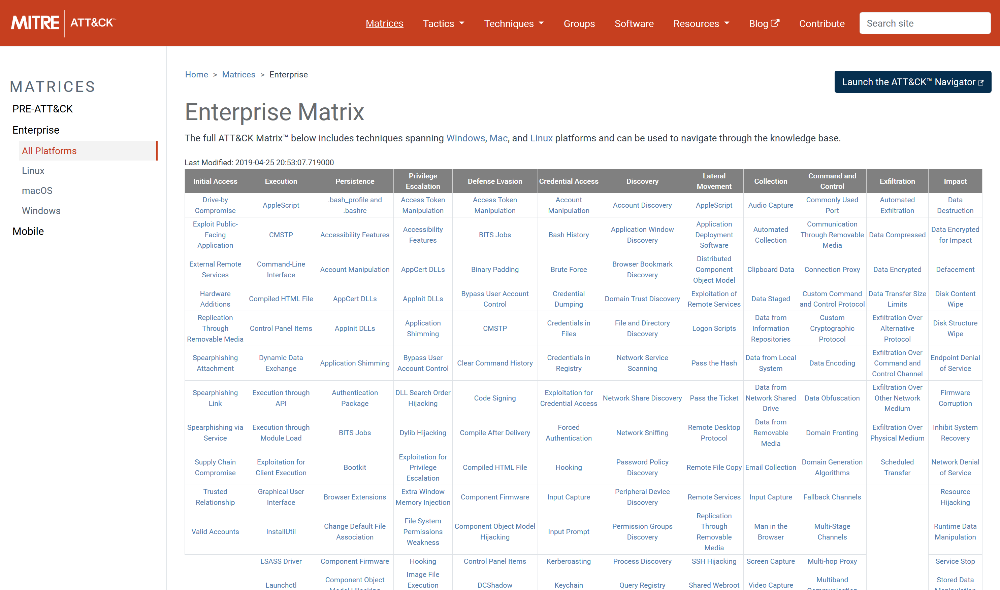 MITRE | ATT&CK™
Matrices
Tactics
Techniques
Groups
Software
Resources
Blog
Contribute
Search site
MATRICES
PRE-ATT&CK
Enterprise
All Platforms
Linux
macOS
Windows
Mobile
Home > Matrices > Enterprise
Launch the ATT&CK™ Navigator
Enterprise Matrix
The full ATT&CK Matrix™ below includes techniques spanning Windows, Mac, and Linux platforms and can be used to navigate through the knowledge base.
Last Modified: 2019-04-25 20:53:07.719000
Initial Access
Execution
Persistence
Privilege
Escalation
Defense Evasion
Credential Access
Discovery
Lateral
Movement
Collection
Command and
Control
Exfiltration
Impact
Drive-by
Compromise
AppleScript
.bash_profile and
.bashrc
Access Token
Manipulation
Access Token
Manipulation
Account
Manipulation
Account Discovery
AppleScript
Audio Capture
Commonly Used
Port
Automated
Exfiltration
Data
Destruction
Exploit Public-
Facing
Application
CMSTP
Accessibility Features
Accessibility
Features
BITS Jobs
Bash History
Application Window
Discovery
Application
Deployment
Software
Automated
Collection
Communication
Through Removable
Media
Data Compressed
Data Encrypted
for Impact
External Remote
Services
Command-Line
Interface
Account Manipulation
AppCert DLLs
Binary Padding
Brute Force
Browser Bookmark
Discovery
Distributed
Component
Object Model
Clipboard Data
Connection Proxy
Data Encrypted
Defacement
Hardware
Additions
Compiled HTML File
AppCert DLLs
AppInit DLLs
Bypass User Account
Control
Credential
Dumping
Domain Trust Discovery
Exploitation of
Remote Services
Data Staged
Custom Command
and Control Protocol
Data Transfer Size
Limits
Disk Content
Wipe
Replication
Through
Removable Media
Control Panel Items
AppInit DLLs
Application
Shimming
CMSTP
Credentials in
Files
File and Directory
Discovery
Logon Scripts
Data from
Information
Repositories
Custom
Cryptographic
Protocol
Exfiltration Over
Alternative
Protocol
Disk Structure
Wipe
Spearphishing
Attachment
Dynamic Data
Exchange
Application Shimming
Bypass User
Account Control
Clear Command History
Credentials in
Registry
Network Service
Scanning
Pass the Hash
Data from Local
System
Data Encoding
Exfiltration Over
Command and
Control Channel
Endpoint Denial
of Service
Spearphishing
Link
Execution through
API
Authentication
Package
DLL Search Order
Hijacking
Code Signing
Exploitation for
Credential Access
Network Share Discovery
Pass the Ticket
Data from
Network Shared
Drive
Data Obfuscation
Exfiltration Over
Other Network
Medium
Firmware
Corruption
Spearphishing via
Service
Execution through
Module Load
BITS Jobs
Dylib Hijacking
Compile After Delivery
Forced
Authentication
Network Sniffing
Remote Desktop
Protocol
Data from
Removable
Media
Domain Fronting
Exfiltration Over
Physical Medium
Inhibit System
Recovery
Supply Chain
Compromise
Exploitation for
Client Execution
Bootkit
Exploitation for
Privilege
Escalation
Compiled HTML File
Hooking
Password Policy
Discovery
Remote File Copy
Email Collection
Domain Generation
Algorithms
Scheduled
Transfer
Network Denial
of Service
Trusted
Relationship
Graphical User
Interface
Browser Extensions
Extra Window
Memory Injection
Component Firmware
Input Capture
Peripheral Device
Discovery
Remote Services
Input Capture
Fallback Channels
Resource
Hijacking
Valid Accounts
InstallUtil
Change Default File
Association
File System
Permissions
Weakness
Component Object Model
Hijacking
Input Prompt
Permission Groups
Discovery
Replication
Through
Removable
Media
Man in the
Browser
Multi-Stage
Channels
Runtime Data
Manipulation
LSASS Driver
Component Firmware
Hooking
Control Panel Items
Kerberoasting
Process Discovery
SSH Hijacking
Screen Capture
Multi-hop Proxy
Service Stop
Launchctl
Component Object
Image File
Execution
DCShadow
Keychain
Query Registry
Shared Webroot
Video Capture
Multiband
Stored Data